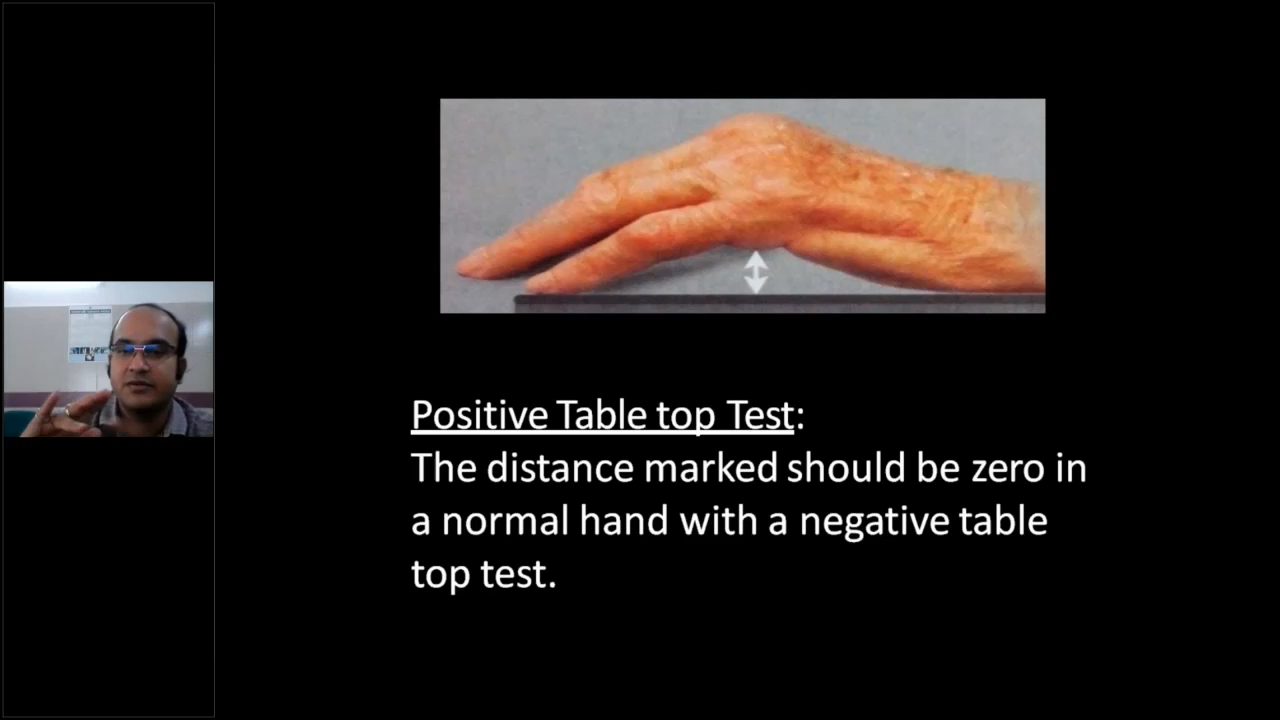 Positive Table top Test:
The distance marked should be zero in
a normal hand with a negative table
top test.